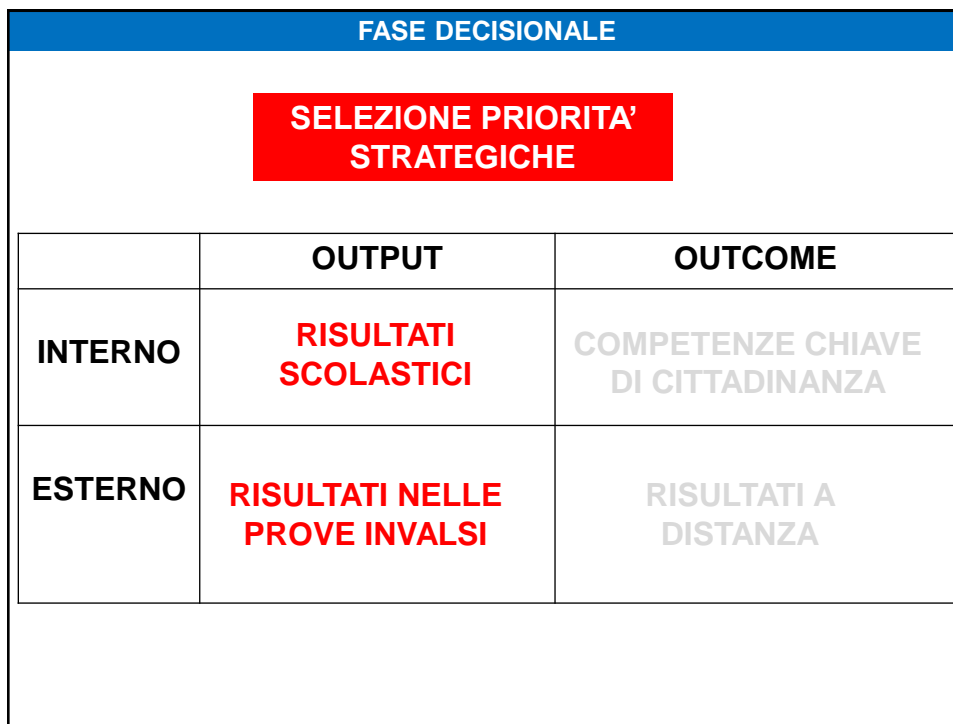 FASE DECISIONALE
SELEZIONE PRIORITA’
STRATEGICHE
OUTPUT OUTCOME
INTERNO
RISULTATI
SCOLASTICI
COMPETENZE CHIAVE
DI CITTADINANZA
ESTERNO
RISULTATI NELLE
PROVE INVALSI
RISULTATI A
DISTANZA